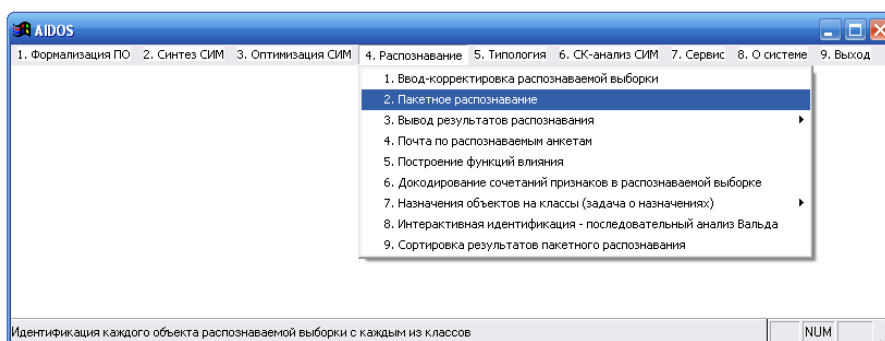 AIDOS
1. Формализация ПО 2. Синтез СИМ 3. Оптимизация СИМ 4. Распознавание 5. Типология 6. СК-анализ СИМ 7. Сервис 8. О системе 9. Выход
1. Ввод-корректировка распознаваемой выборки
2. Пакетное распознавание
3. Вывод результатов распознавания
4. Почта по распознаваемым анкетам
5. Построение функций влияния
6. Докодирование сочетаний признаков в распознаваемой выборке
7. Назначения объектов на классы (задача о назначениях)
8. Интерактивная идентификация - последовательный анализ Вальда
9. Сортировка результатов пакетного распознавания
Идентификация каждого объекта распознаваемой выборки с каждым из классов NUM